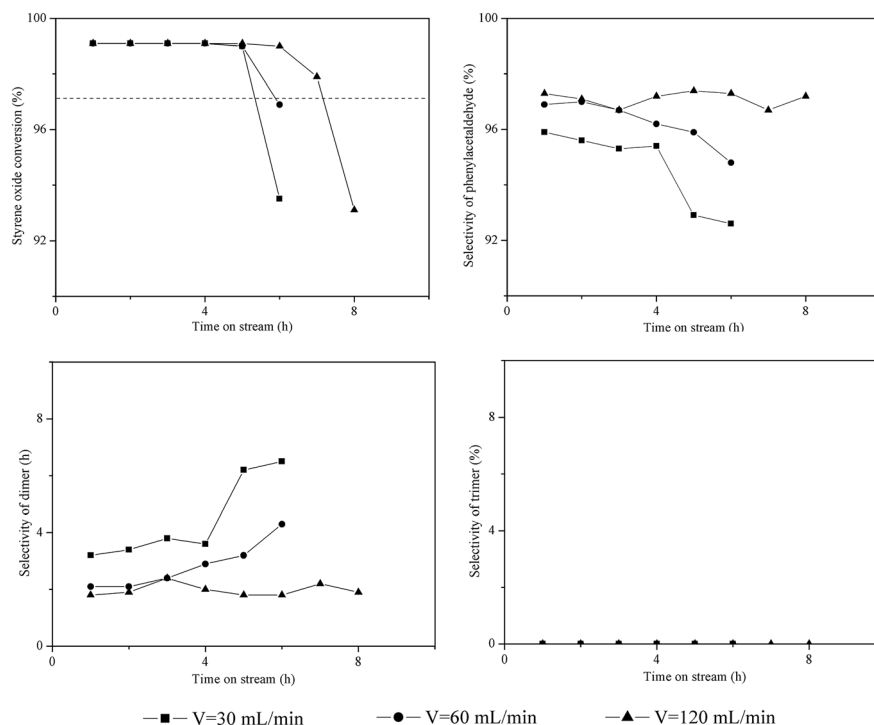 100
96
92
Styrene oxide conversion (%)
0
4
8
Time on stream (h)
100
96
92
Selectivity of phenylacetaldehyde (%)
0
4
8
Time on stream (h)
8
4
0
Selectivity of dimer (h)
0
4
8
Time on stream (h)
8
4
0
Selectivity of trimer (%)
0
4
8
Time on stream (h)
V=30 mL/min
V=60 mL/min
V=120 mL/min